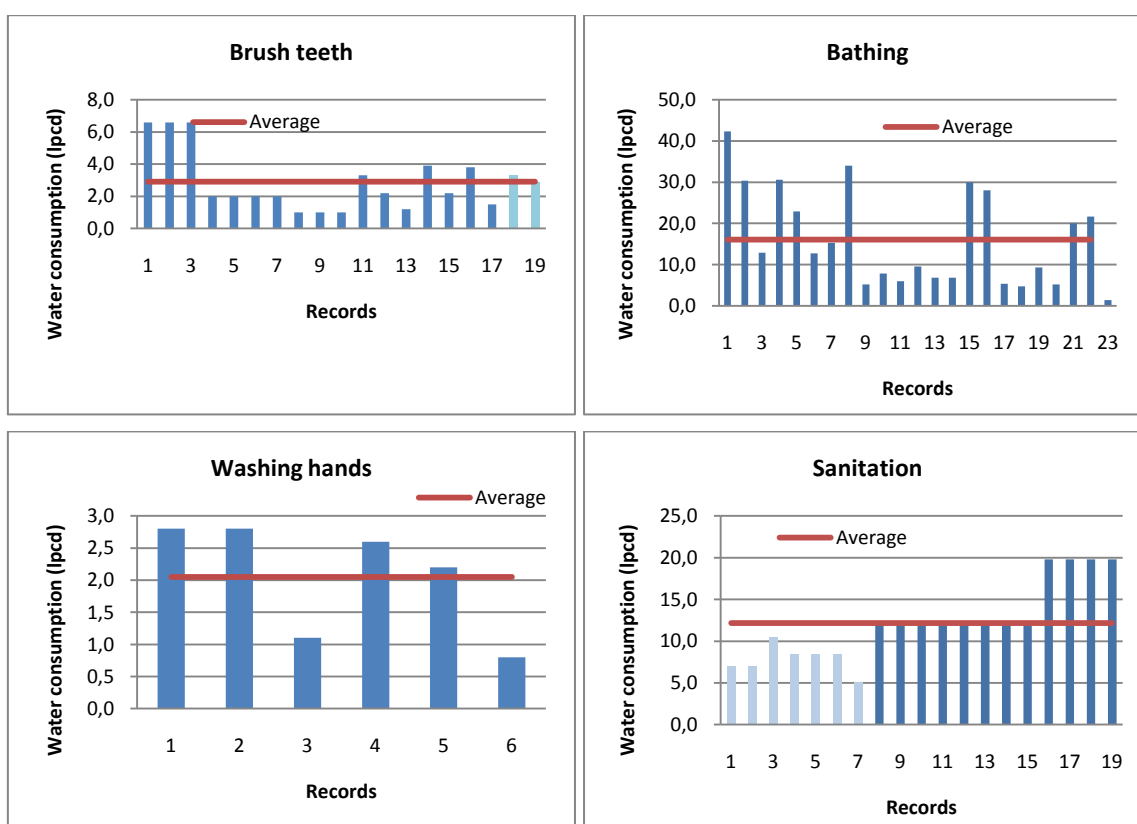 Brush teeth
Water consumption (lpcd)
8,0
6,0
4,0
2,0
0,0
Average
1 3 5 7 9 11 13 15 17 19
Records
Bathing
Water consumption (lpcd)
50,0
40,0
30,0
20,0
10,0
0,0
Average
1 3 5 7 9 11 13 15 17 19 21 23
Records
Washing hands
Average
Water consumption (lpcd)
3,0
2,5
2,0
1,5
1,0
0,5
0,0
1 2 3 4 5 6
Records
Sanitation
Water consumption (lpcd)
25,0
20,0
15,0
10,0
5,0
0,0
Average
1 3 5 7 9 11 13 15 17 19
Records